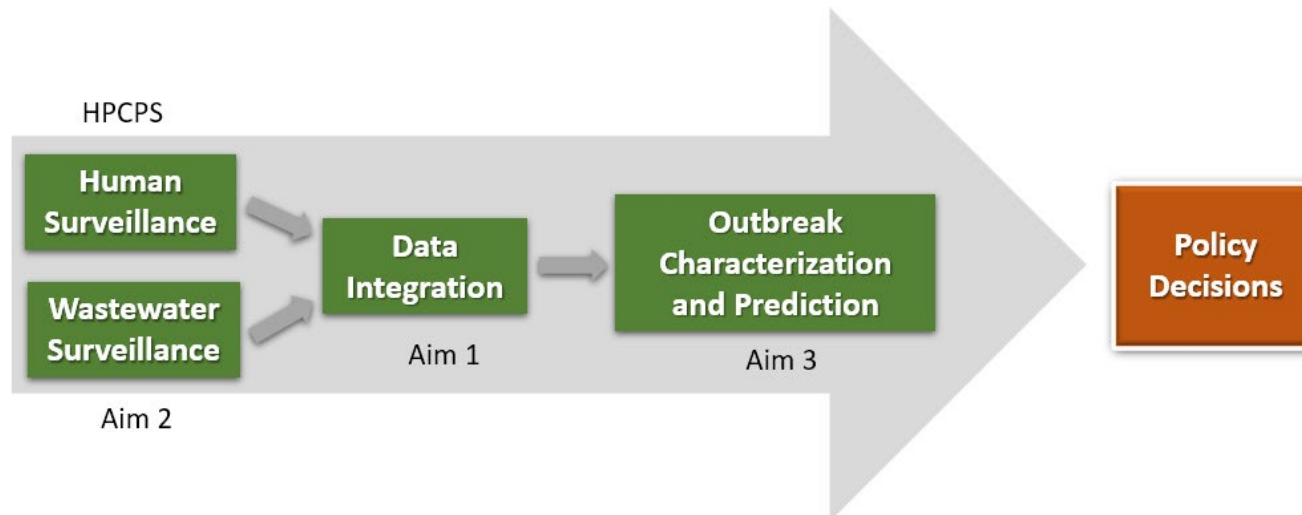 HPCPS
Human
Surveillance
Wastewater
Surveillance
Aim 2
Data
Integration
Aim 1
Outbreak
Characterization
and Prediction
Aim 3
Policy
Decisions